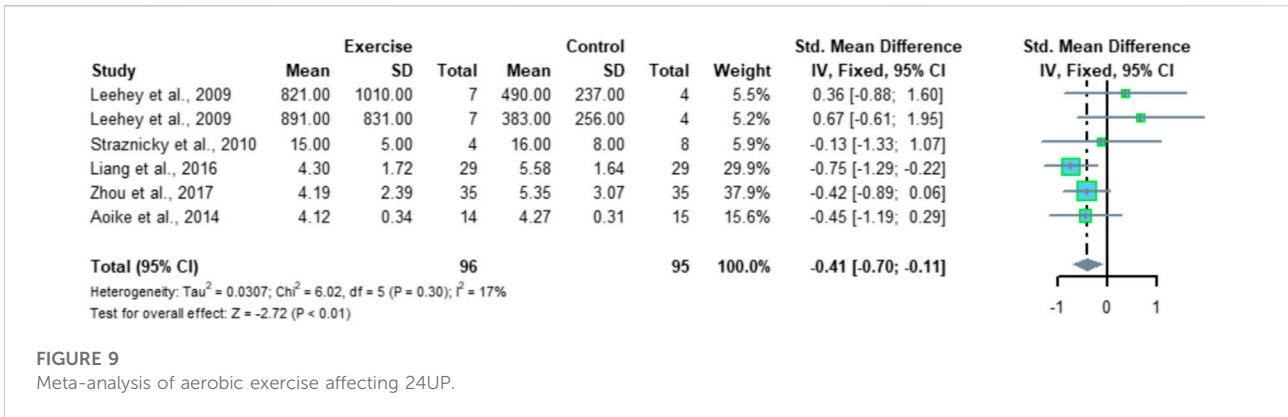 Exercise Control Std. Mean Difference Std. Mean Difference
Study Mean SD Total Mean SD Total Weight IV, Fixed, 95% CI IV, Fixed, 95% CI
Leehey et al., 2009 821.00 1010.00 7 490.00 237.00 4 5.5% 0.36 [-0.88; 1.60]
Leehey et al., 2009 891.00 831.00 7 383.00 256.00 4 5.2% 0.67 [-0.61; 1.95]
Straznicky et al., 2010 15.00 5.00 4 16.00 8.00 8 5.9% -0.13 [-1.33; 1.07]
Liang et al., 2016 4.30 1.72 29 5.58 1.64 29 29.9% -0.75 [-1.29; -0.22]
Zhou et al., 2017 4.19 2.39 35 5.35 3.07 35 37.9% -0.42 [-0.89; 0.06]
Aoike et al., 2014 4.12 0.34 14 4.27 0.31 15 15.6% -0.45 [-1.19; 0.29]
Total (95% CI) 96 95 100.0% -0.41 [-0.70; -0.11]
Heterogeneity: Tau² = 0.0307; Chi² = 6.02, df = 5 (P = 0.30); I² = 17%
Test for overall effect: Z = -2.72 (P < 0.01)
-1 0 1
FIGURE 9
Meta-analysis of aerobic exercise affecting 24UP.